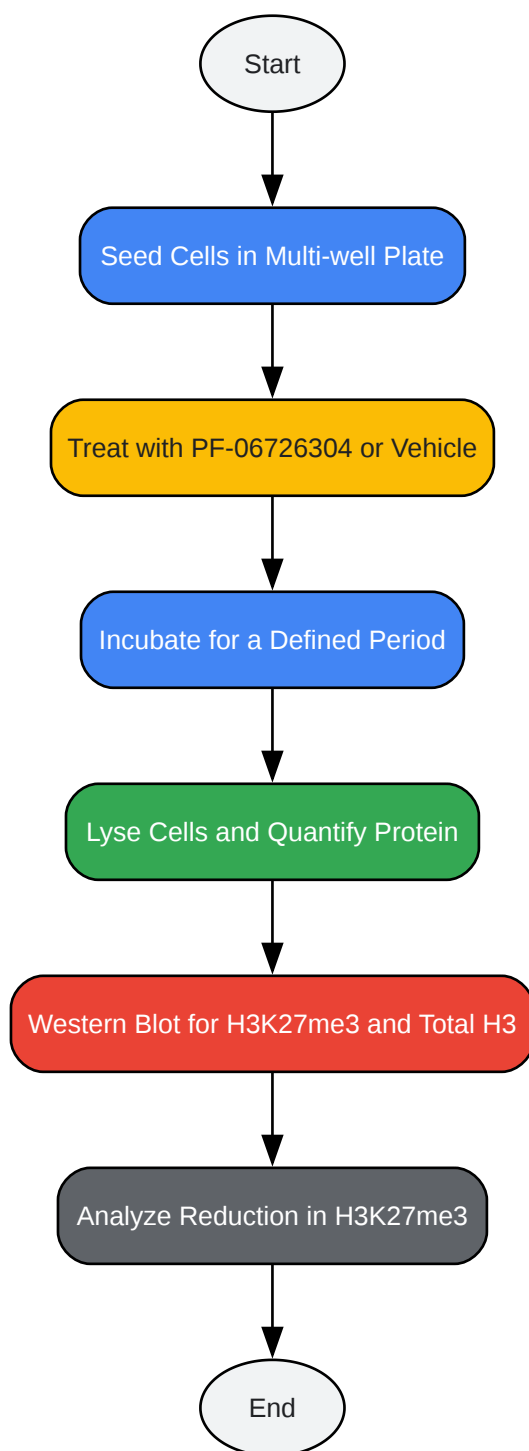 Start
Seed Cells in Multi-well Plate
Treat with PF-06726304 or Vehicle
Incubate for a Defined Period
Lyse Cells and Quantify Protein
Western Blot for H3K27me3 and Total H3
Analyze Reduction in H3K27me3
End